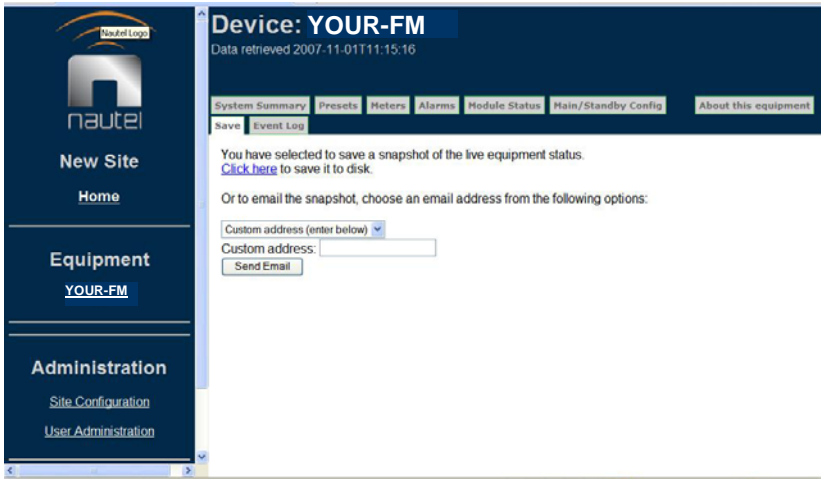 Nautel Logo
nautel
New Site
Home
Equipment
YOUR-FM
Administration
Site Configuration
User Administration
Device: YOUR-FM
Data retrieved 2007-11-01T11:15:16
System Summary Presets Meters Alarms Module Status Main/Standby Config About this equipment
Save Event Log
You have selected to save a snapshot of the live equipment status.
Click here to save it to disk.
Or to email the snapshot, choose an email address from the following options:
Custom address (enter below)
Custom address:
Send Email